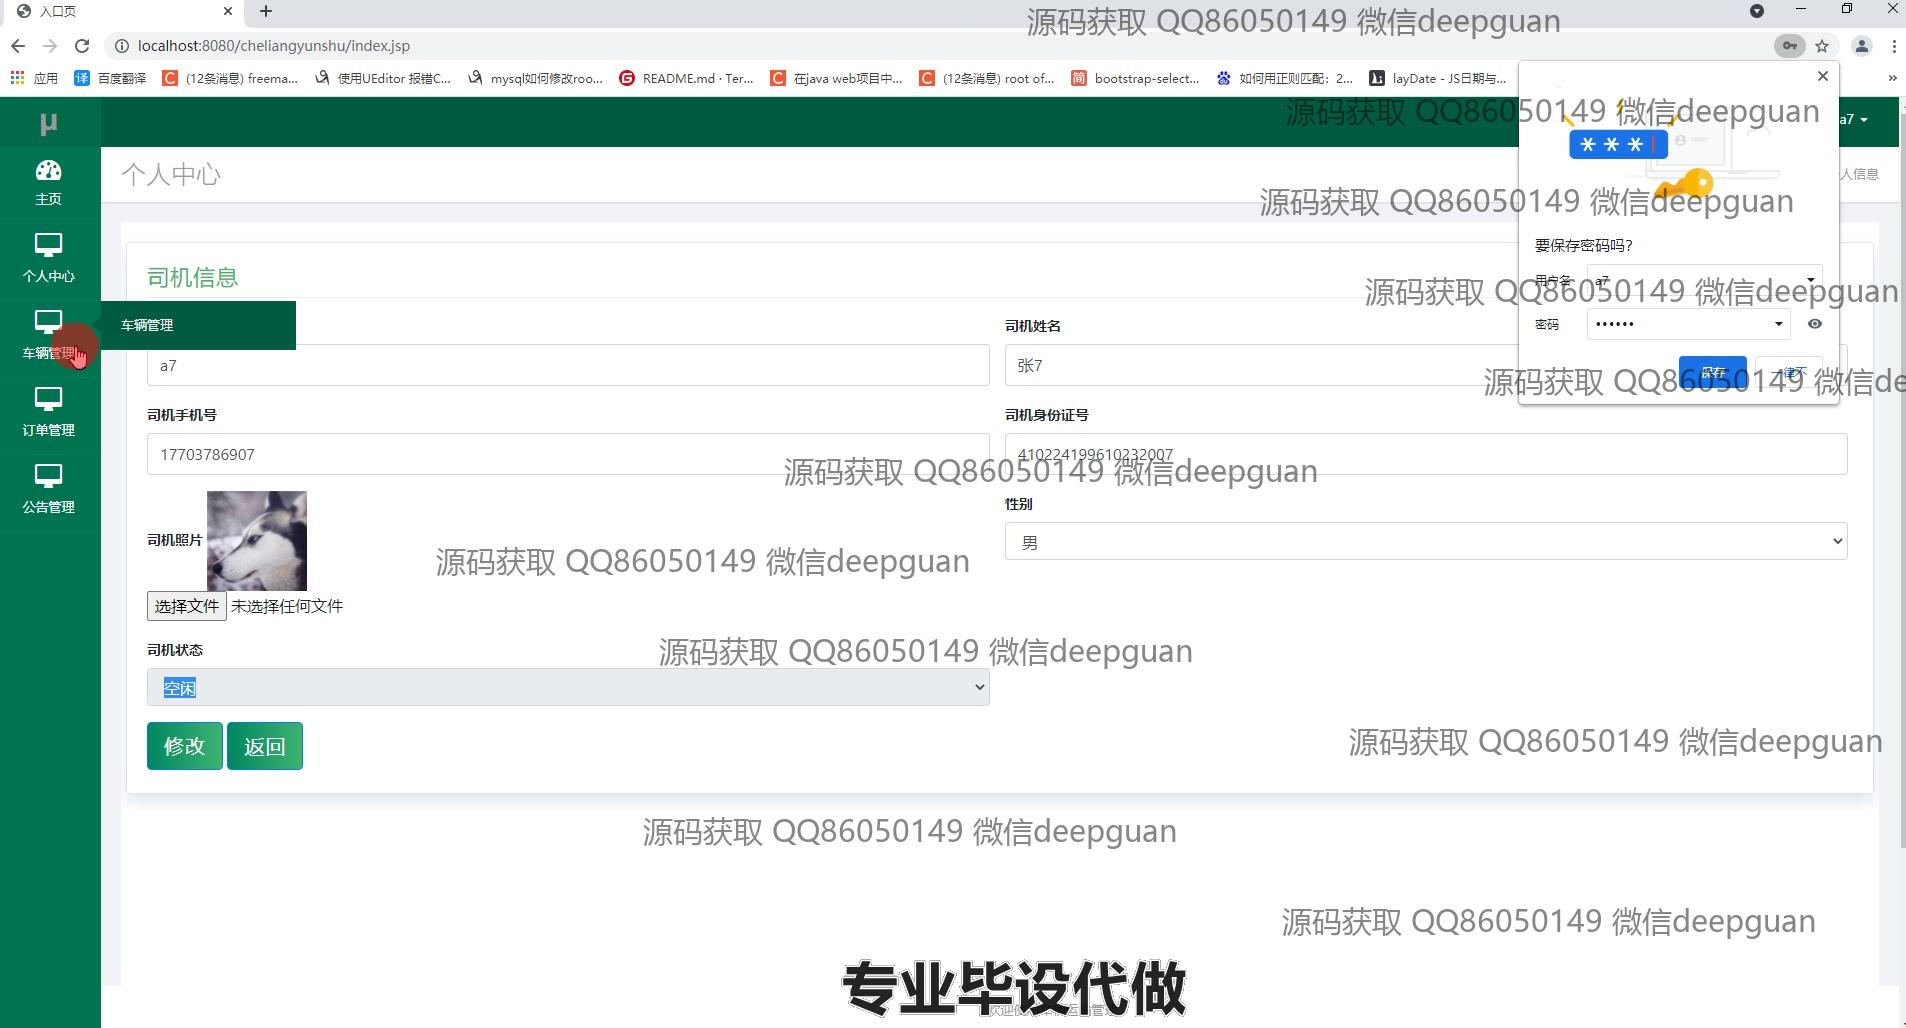 入口页
源码获取 QQ86050149 微信deepguan
localhost:8080/cheliangyunshu/index.jsp
应用 译 百度翻译 (12条消息) freema... 使用UEditor 报错C... mysql如何修改roo... README.md · Ter... 在java web项目中... (12条消息) root of... 简 bootstrap-select... 如何用正则匹配：2... layDate - JS日期与... »
μ
源码获取 QQ86050149 微信deepguan
a7
***
主页
个人中心
人信息
源码获取 QQ86050149 微信deepguan
要保存密码吗?
个人中心
司机信息
用户名 a7
源码获取 QQ86050149 微信deepguan
车辆管理
车辆管理
司机姓名
密码 ••••••
a7
张7
保存
源码获取 QQ86050149 微信de
司机手机号
司机身份证号
订单管理
17703786907
410224199610232007
源码获取 QQ86050149 微信deepguan
公告管理
性别
司机照片
男
源码获取 QQ86050149 微信deepguan
选择文件 未选择任何文件
司机状态
源码获取 QQ86050149 微信deepguan
空闲
修改 返回
源码获取 QQ86050149 微信deepguan
源码获取 QQ86050149 微信deepguan
源码获取 QQ86050149 微信deepguan
专业毕设代做